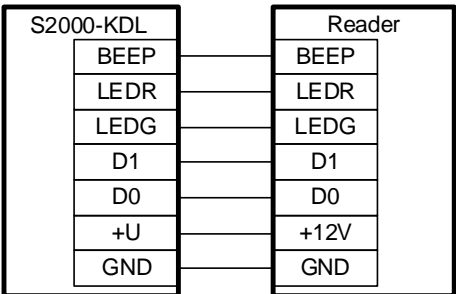 S2000-KDL Reader
BEEP BEEP
LEDR LEDR
LEDG LEDG
D1 D1
D0 D0
+U +12V
GND GND